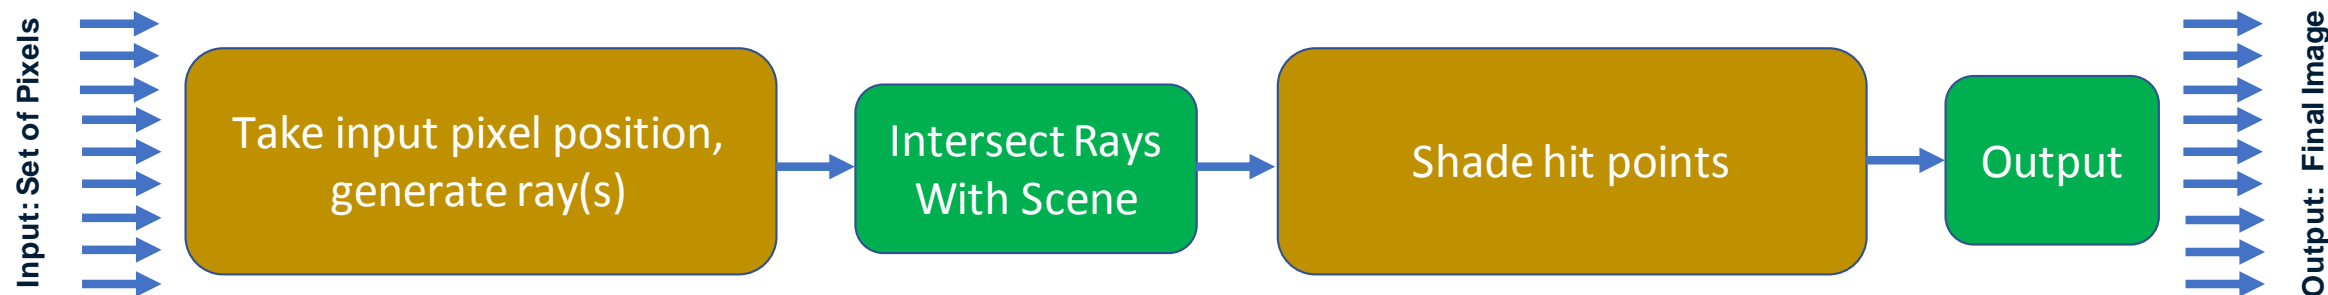 Input: Set of Pixels
Take input pixel position,
generate ray(s)
Intersect Rays
With Scene
Shade hit points
Output
Output: Final Image